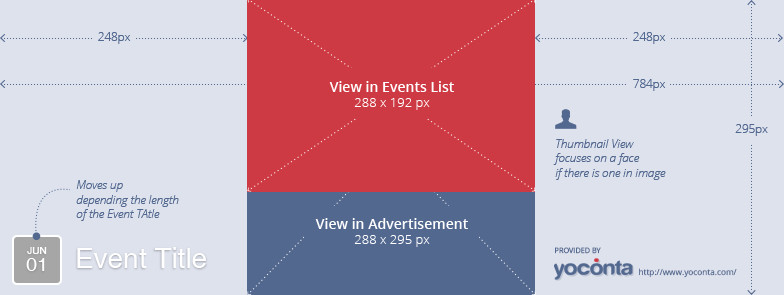 248px
248px
784px
295px
View in Events List
288 x 192 px
Thumbnail View
focuses on a face
if there is one in image
Moves up
depending the length
of the Event TAtle
View in Advertisement
288 x 295 px
JUN
01
Event Title
PROVIDED BY
yoconta
http://www.yoconta.com/